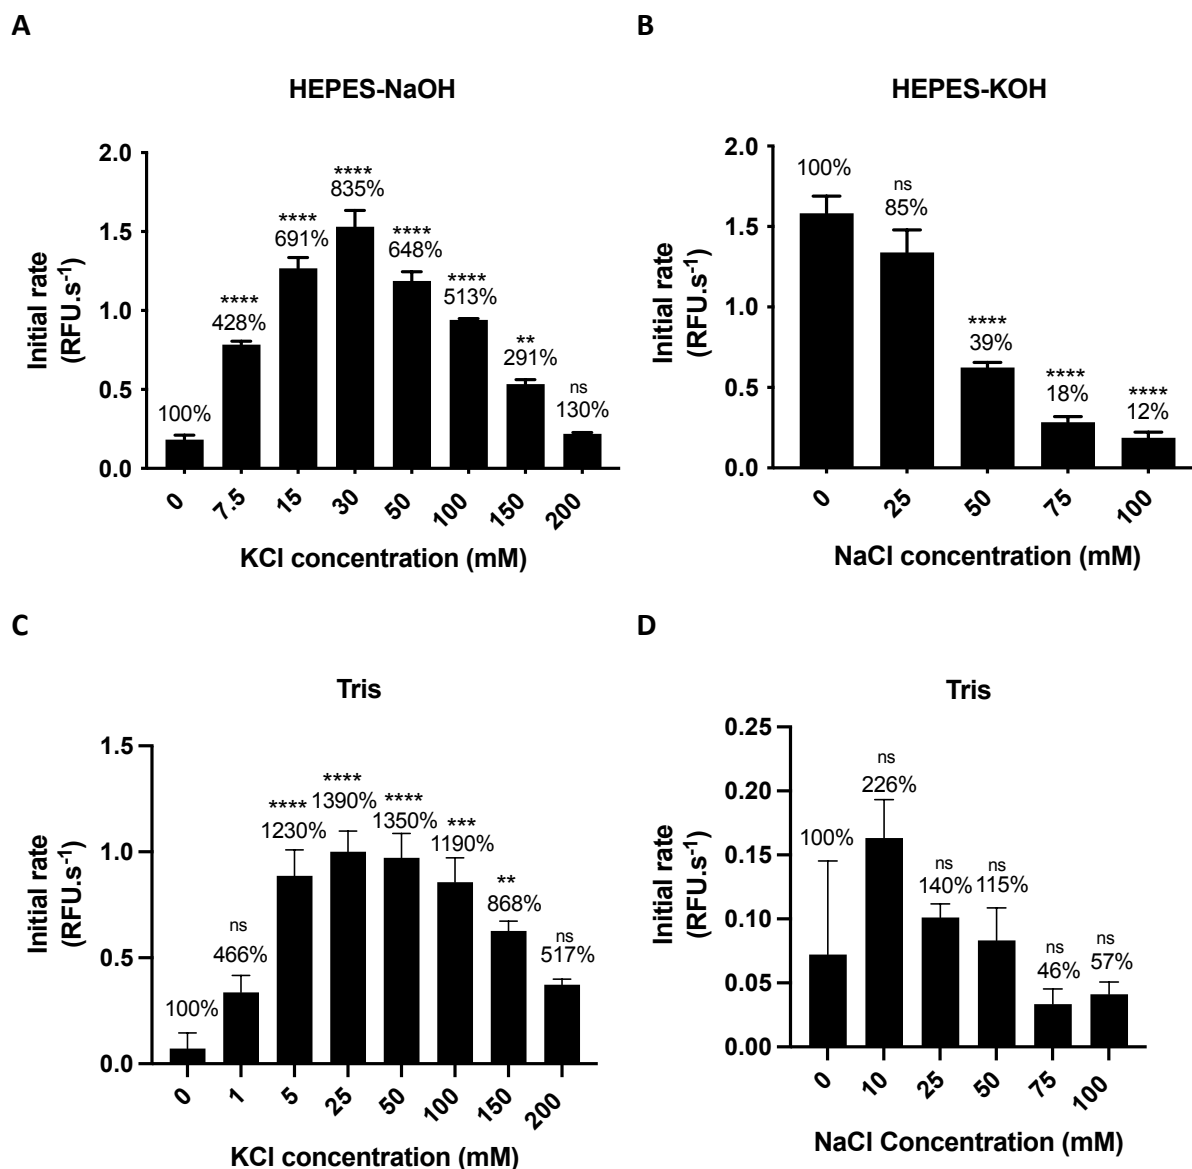 A
HEPES-NaOH
Initial rate
(RFU.s-1)
2.0
1.5
1.0
0.5
0.0
100%
****
428%
****
691%
****
835%
****
648%
****
513%
**
291%
ns
130%
0 7.5 15 30 50 100 150 200
KCl concentration (mM)
B
HEPES-KOH
Initial rate
(RFU.s-1)
2.0
1.5
1.0
0.5
0.0
100%
ns
85%
****
39%
****
18%
****
12%
0 25 50 75 100
NaCl concentration (mM)
C
Tris
Initial rate
(RFU.s-1)
1.5
1.0
0.5
0.0
100%
ns
466%
****
1230%
****
1390%
****
1350%
***
1190%
**
868%
ns
517%
0 1 5 25 50 100 150 200
KCl concentration (mM)
D
Tris
Initial rate
(RFU.s-1)
0.25
0.20
0.15
0.10
0.05
0.00
100%
ns
226%
ns
140%
ns
115%
ns
46%
ns
57%
0 10 25 50 75 100
NaCl Concentration (mM)